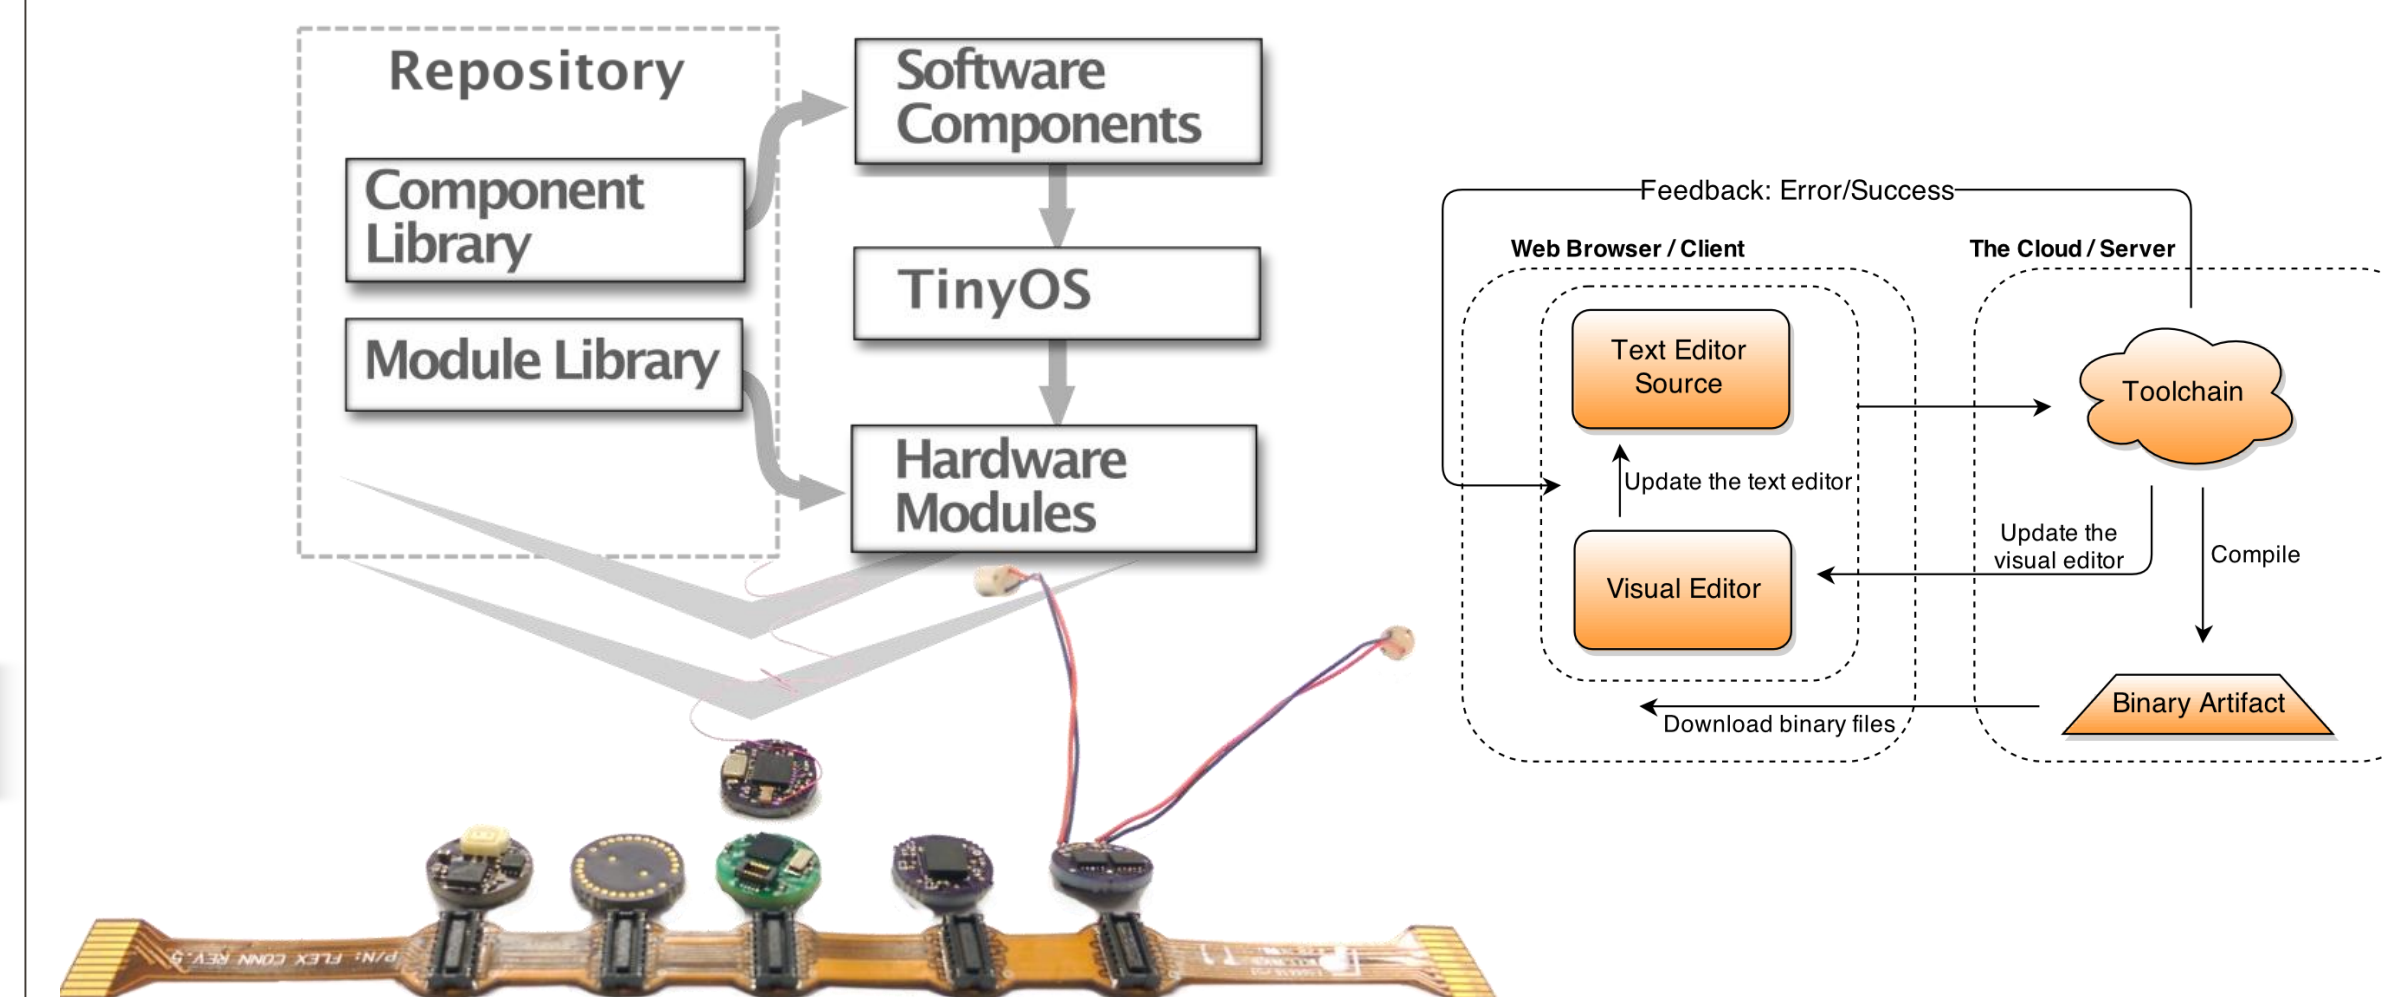 Repository
Component
Library
Module Library
Software
Components
TinyOS
Hardware
Modules
P/N: FLEX CONN REV.5
Feedback: Error/Success
Web Browser / Client
The Cloud / Server
Text Editor
Source
Toolchain
Update the text editor
Update the
visual editor
Compile
Visual Editor
Binary Artifact
Download binary files